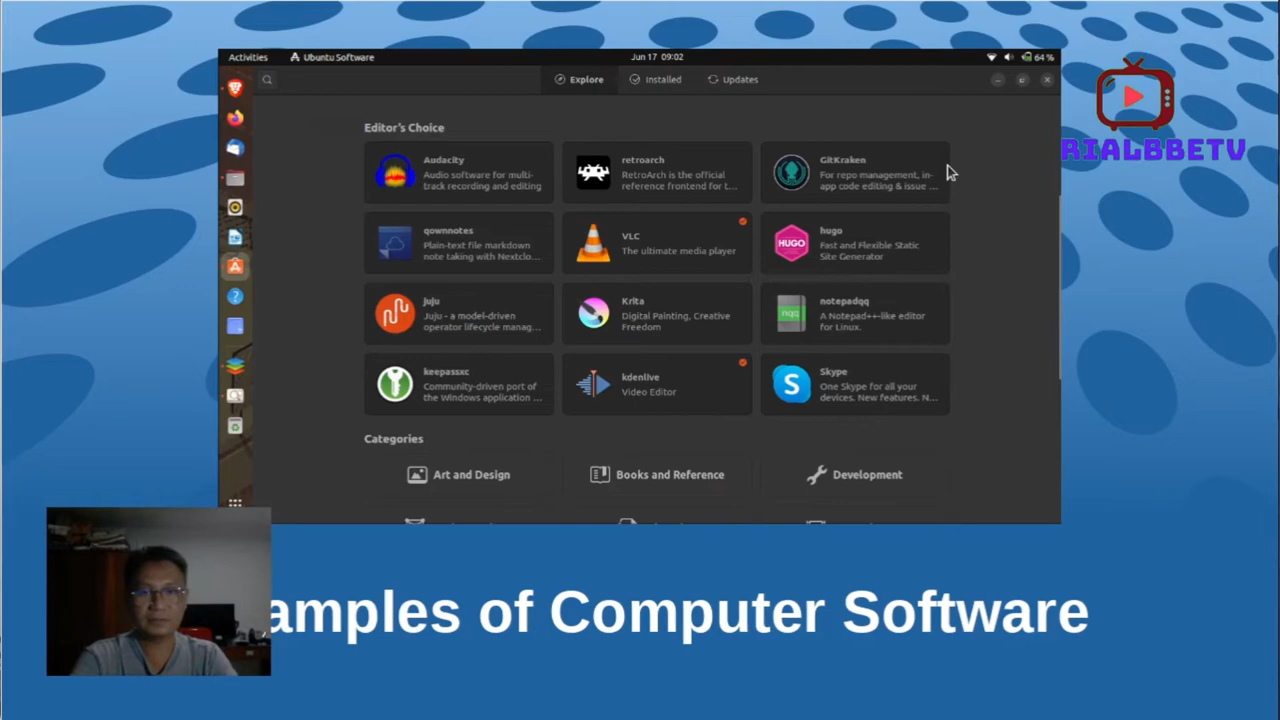 Activities
Ubuntu Software
Jun 17 09:02
64 %
Explore
Installed
Updates
RIALBBETV
Editor's Choice
Audacity
Audio software for multi-
track recording and editing
retroarch
RetroArch is the official
reference frontend for t...
GitKraken
For repo management, in-
app code editing & issue ...
qownnotes
Plain-text file markdown
note taking with Nextclo...
VLC
The ultimate media player
hugo
HUGO
Fast and Flexible Static
Site Generator
juju
Juju - a model-driven
operator lifecycle manag...
Krita
Digital Painting, Creative
Freedom
notepadqq
nqq
A Notepad++-like editor
for Linux.
keepassxc
Community-driven port of
the Windows application ...
kdenlive
Video Editor
Skype
S
One Skype for all your
devices. New features. N...
Categories
Art and Design
Books and Reference
Development
amples of Computer Software